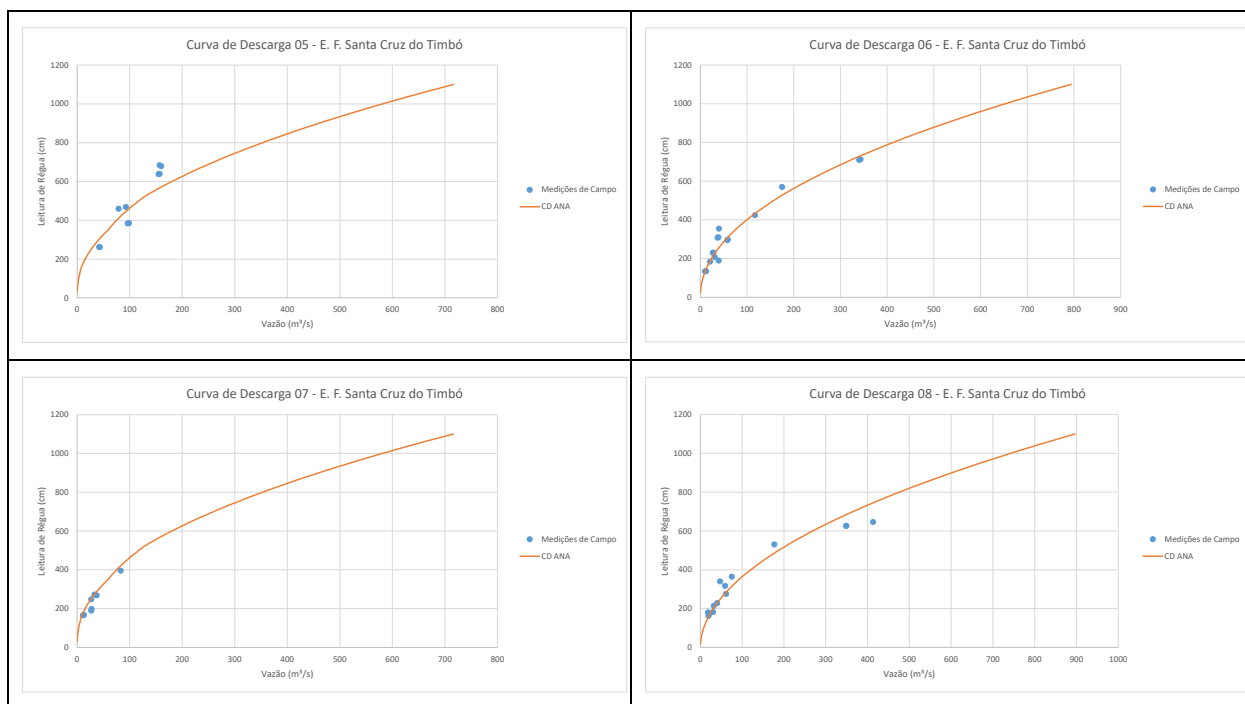 Curva de Descarga 05 - E. F. Santa Cruz do Timbó
Leitura de Régua (cm)
1200
1000
800
600
400
200
0
0 100 200 300 400 500 600 700 800
Vazão (m³/s)
Medições de Campo
CD ANA
Curva de Descarga 06 - E. F. Santa Cruz do Timbó
Leitura de Régua (cm)
1200
1000
800
600
400
200
0
0 100 200 300 400 500 600 700 800 900
Vazão (m³/s)
Medições de Campo
CD ANA
Curva de Descarga 07 - E. F. Santa Cruz do Timbó
Leitura de Régua (cm)
1200
1000
800
600
400
200
0
0 100 200 300 400 500 600 700 800
Vazão (m³/s)
Medições de Campo
CD ANA
Curva de Descarga 08 - E. F. Santa Cruz do Timbó
Leitura de Régua (cm)
1200
1000
800
600
400
200
0
0 100 200 300 400 500 600 700 800 900 1000
Vazão (m³/s)
Medições de Campo
CD ANA